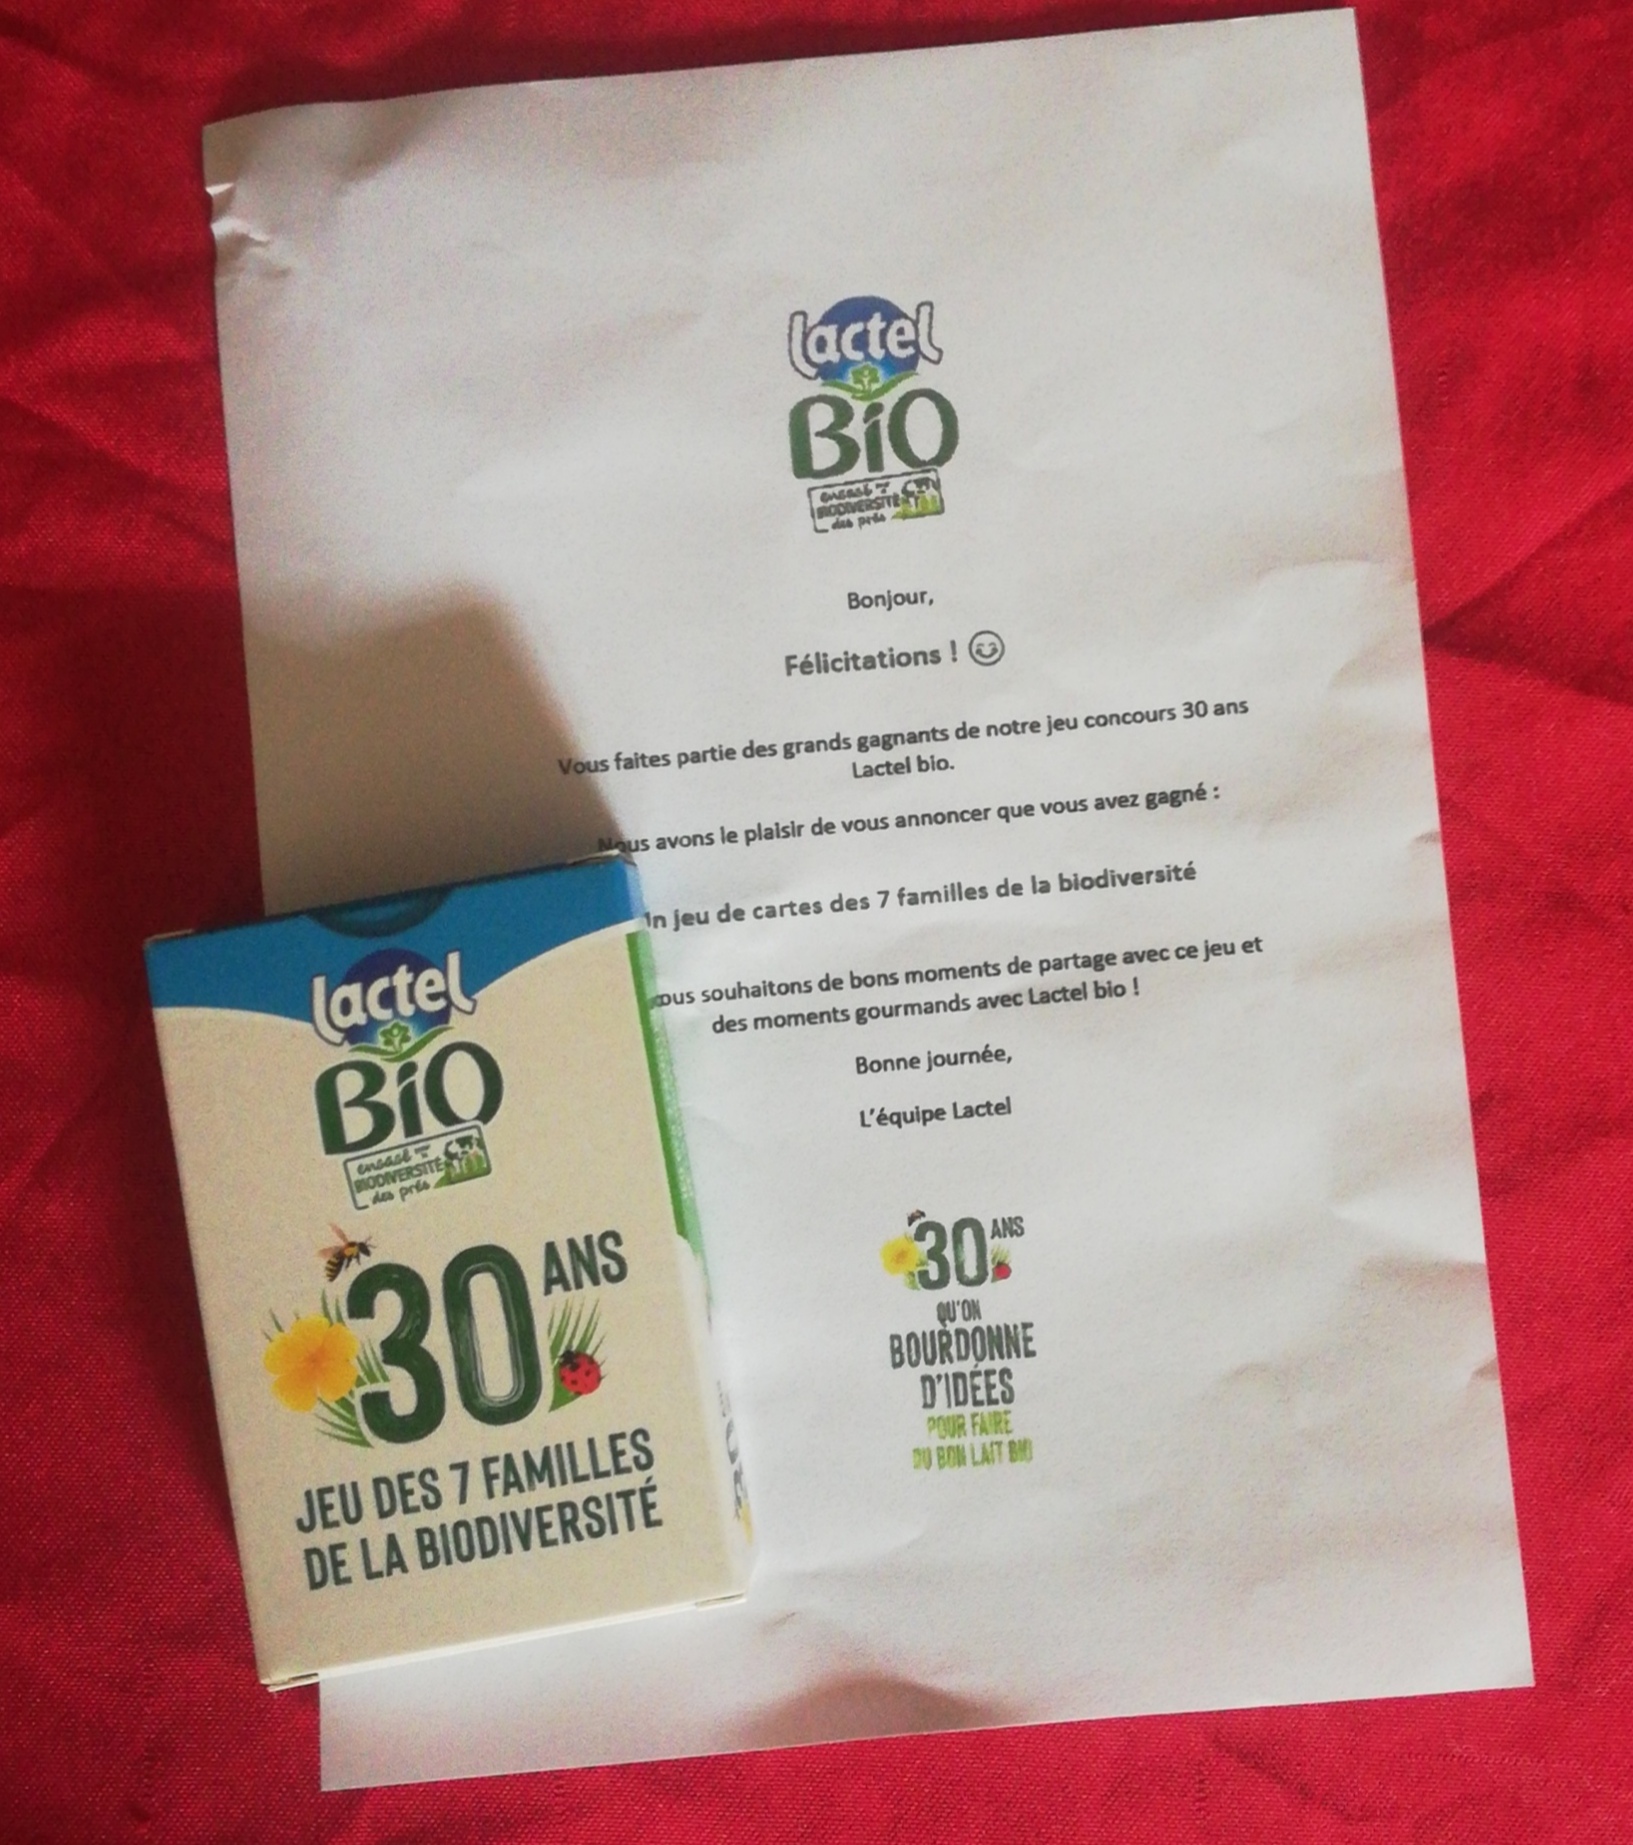 lactel
BiO
engagé
BIODIVERSITÉ
des prés
Bonjour,
Félicitations !
Vous faites partie des grands gagnants de notre jeu concours 30 ans
Lactel bio.
Nous avons le plaisir de vous annoncer que vous avez gagné :
jeu de cartes des 7 familles de la biodiversité
souhaitons de bons moments de partage avec ce jeu et
des moments gourmands avec Lactel bio !
Bonne journée,
L'équipe Lactel
30 ANS
QU'ON
BOURDONNE
D'IDÉES
POUR FAIRE
DU BON LAIT BIO
lactel
BiO
engagé
BIODIVERSITÉ
des prés
30 ANS
JEU DES 7 FAMILLES
DE LA BIODIVERSITÉ